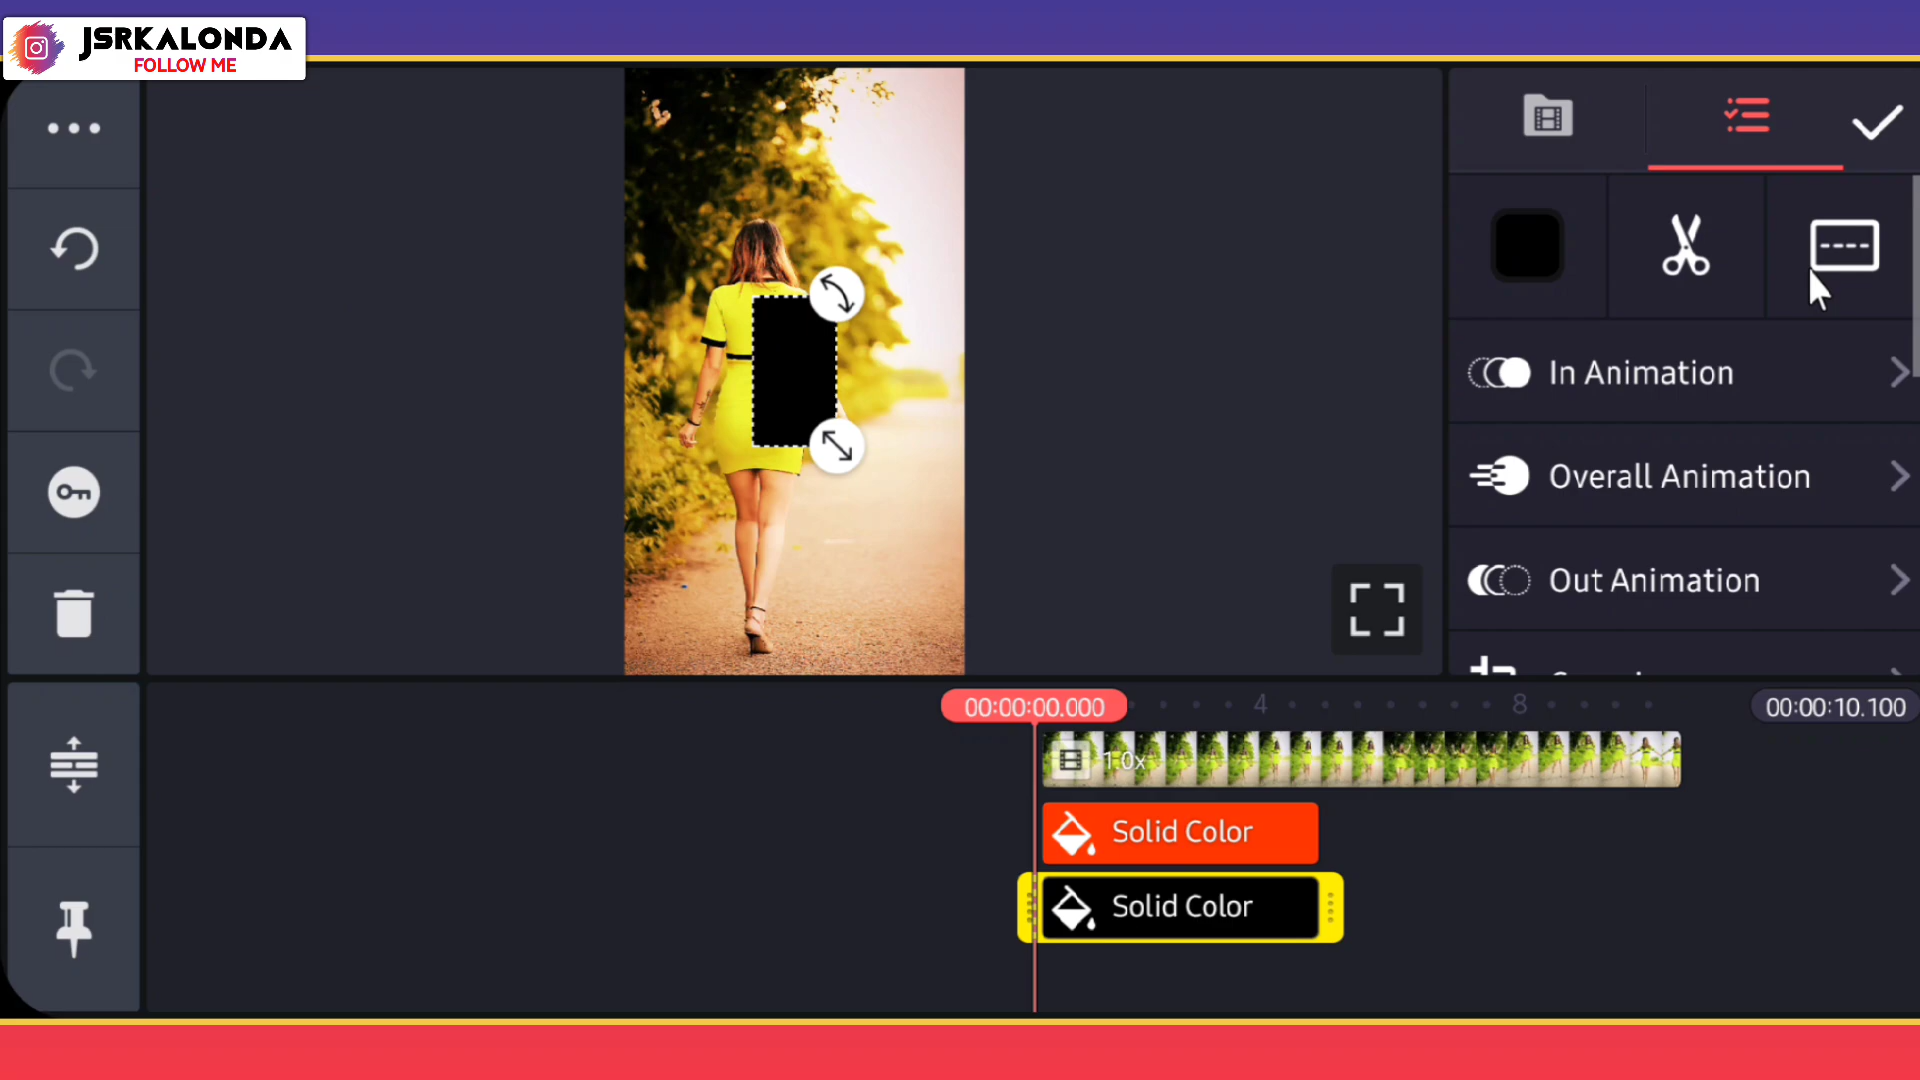 JSRKALONDA
FOLLOW ME
In Animation
Overall Animation
Out Animation
00:00:00.000
4
8
00:00:10.100
1.0x
Solid Color
Solid Color